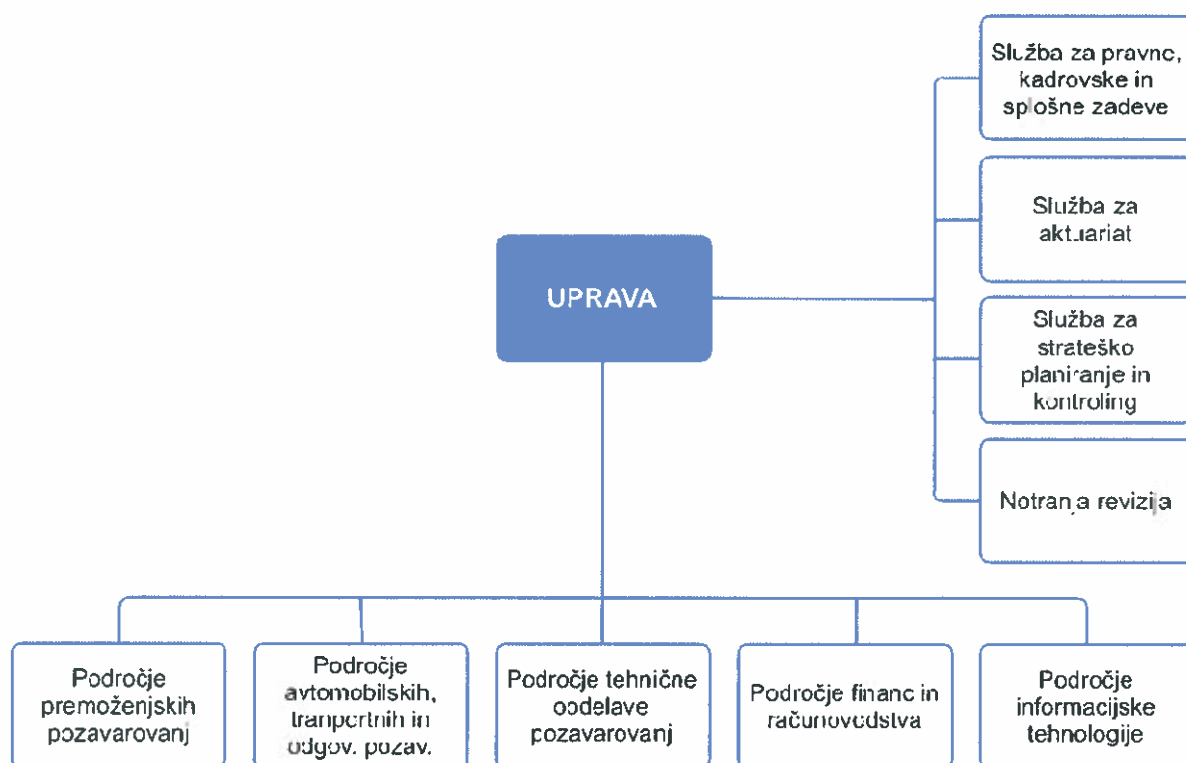 Služba za pravne,
kadrovske in
splošne zadeve
Služba za
aktuariat
UPRAVA
Služba za
strateško
planiranje in
kontroling
Notranja revizija
Področje
premoženjskih
pozavarovanj
Področje
avtomobilskih,
tranportnih in
odgov. pozav.
Področje tehnične
obdelave
pozavarovanj
Področje financ in
računovodstva
Področje
informacijske
tehnologije